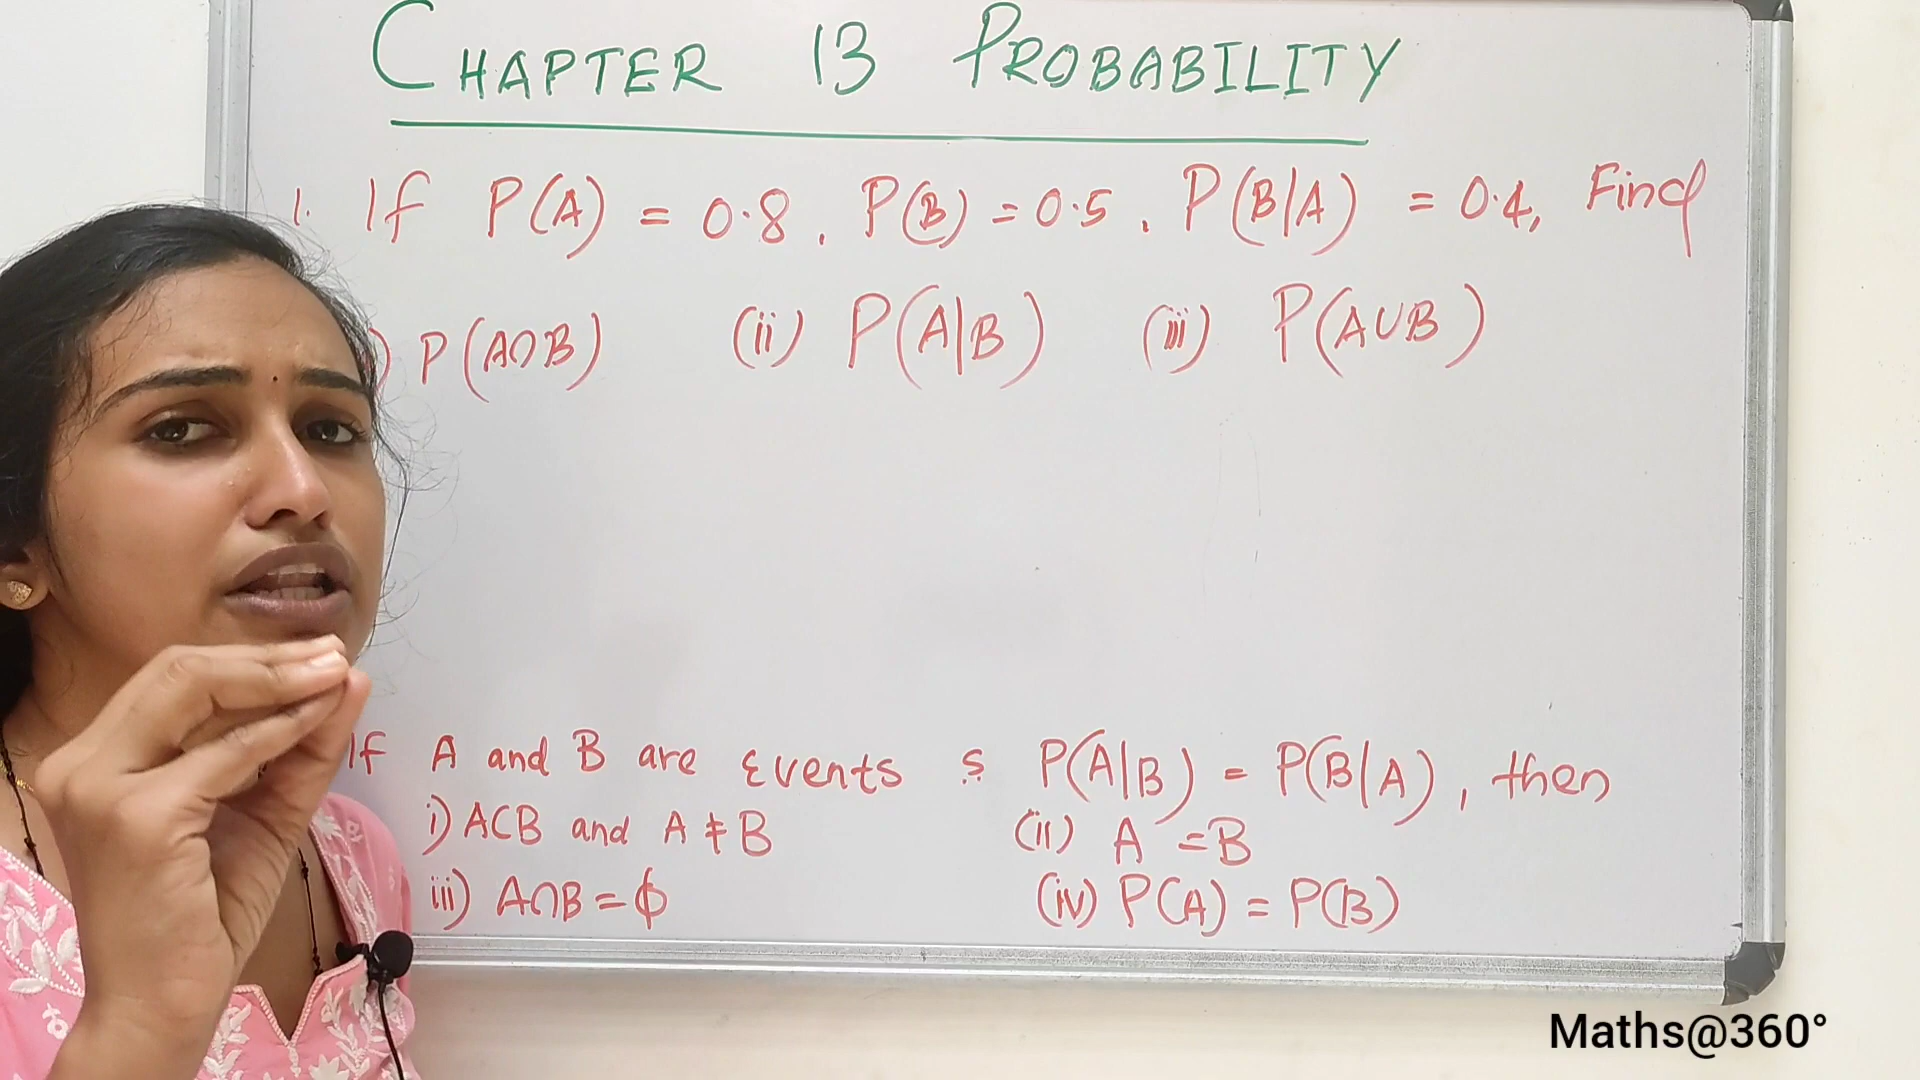 CHAPTER 13 PROBABILITY
1. If P(A) = 0.8, P(B) = 0.5, P(B|A) = 0.4, Find
) P(A∩B) (ii) P(A|B) (iii) P(A∪B)
If A and B are Events s P(A|B) = P(B|A), then
i) A⊂B and A ≠ B (ii) A = B
iii) A∩B = ϕ (iv) P(A) = P(B)
Maths@360°